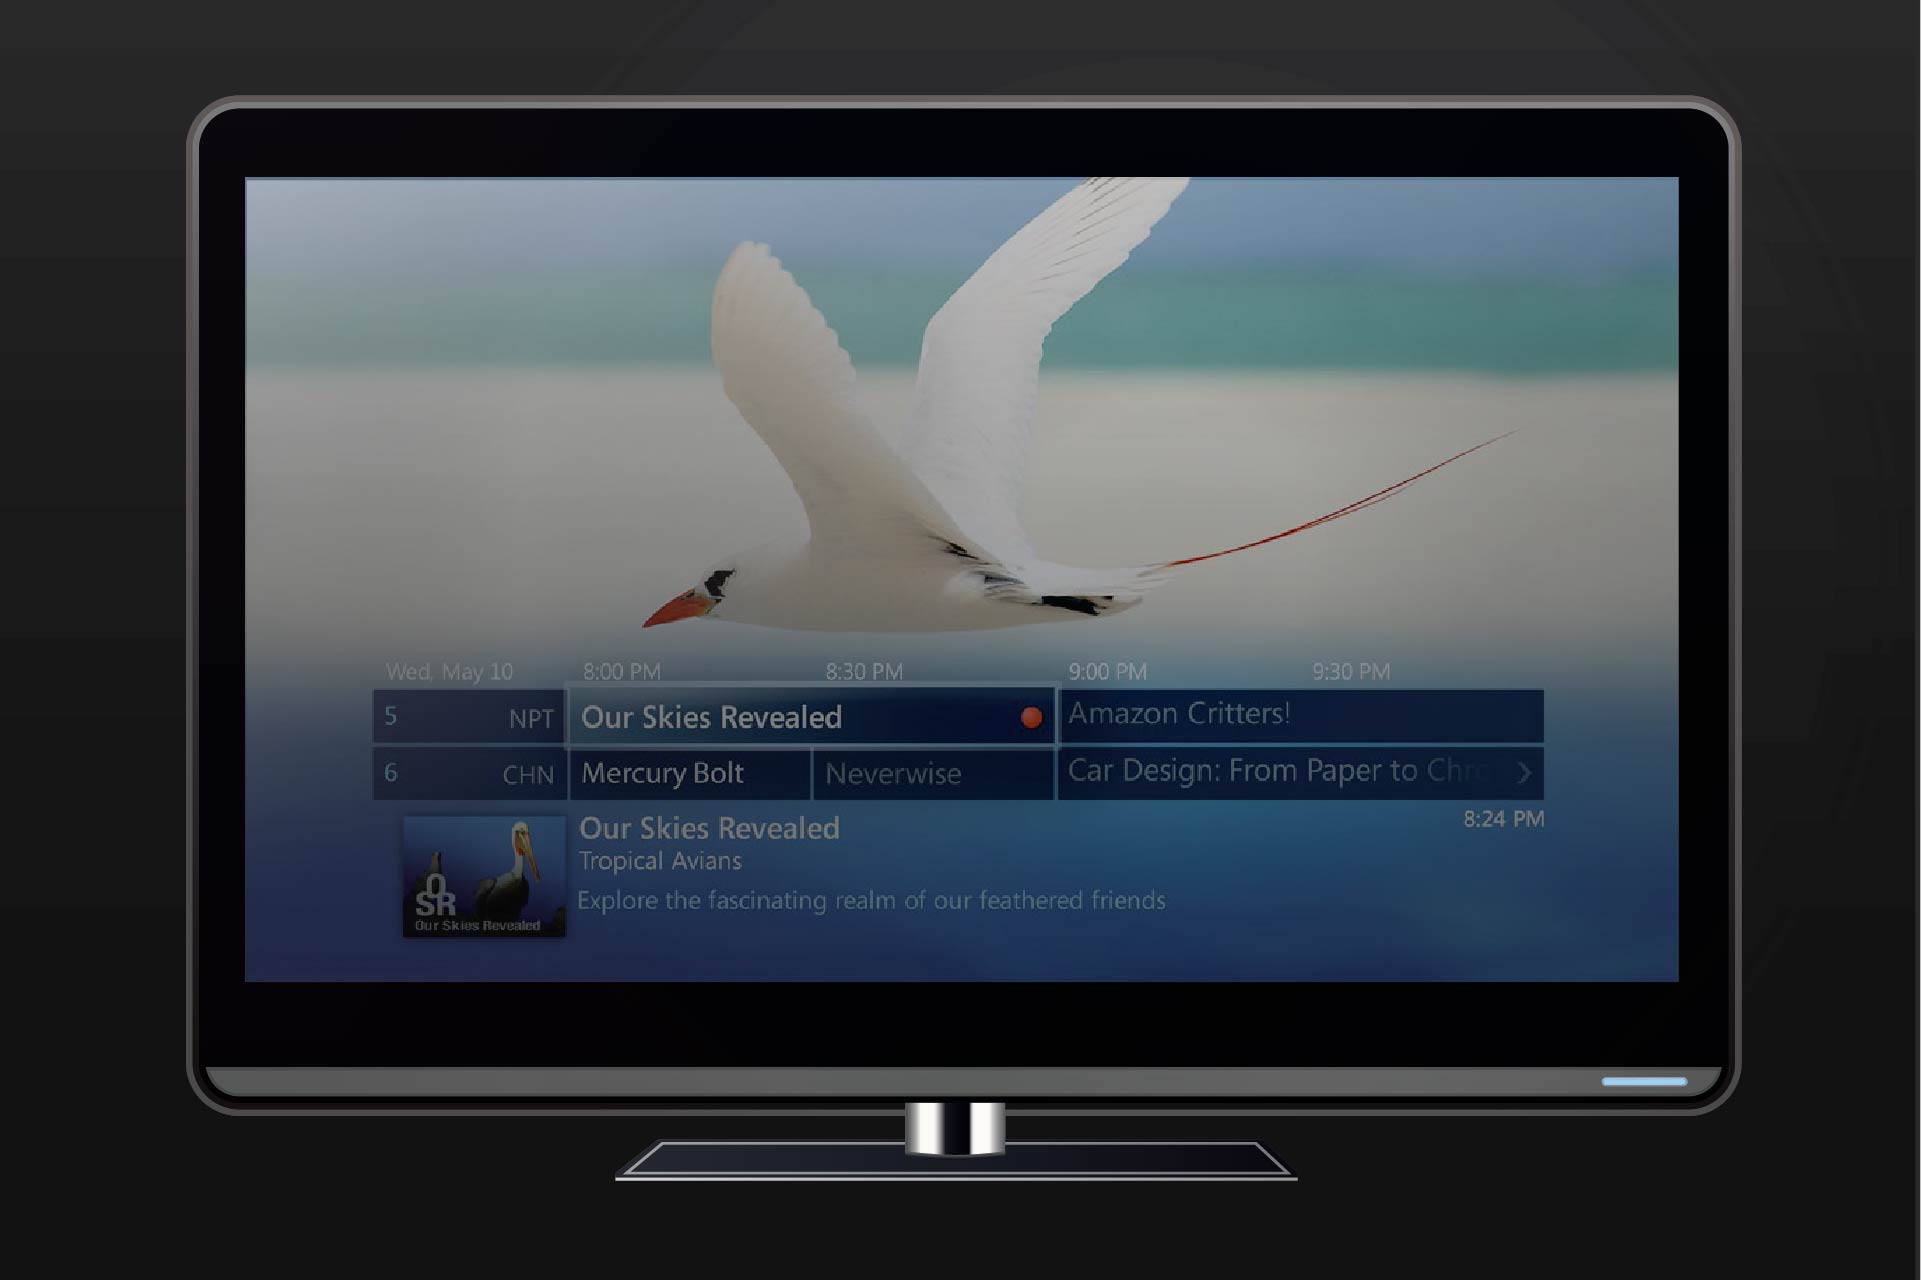 Wed, May 10 8:00 PM 8:30 PM 9:00 PM 9:30 PM
5 NPT Our Skies Revealed Amazon Critters!
6 CHN Mercury Bolt Neverwise Car Design: From Paper to Chro
Our Skies Revealed 8:24 PM
Tropical Avians
Explore the fascinating realm of our feathered friends
O
SR
Our Skies Revealed